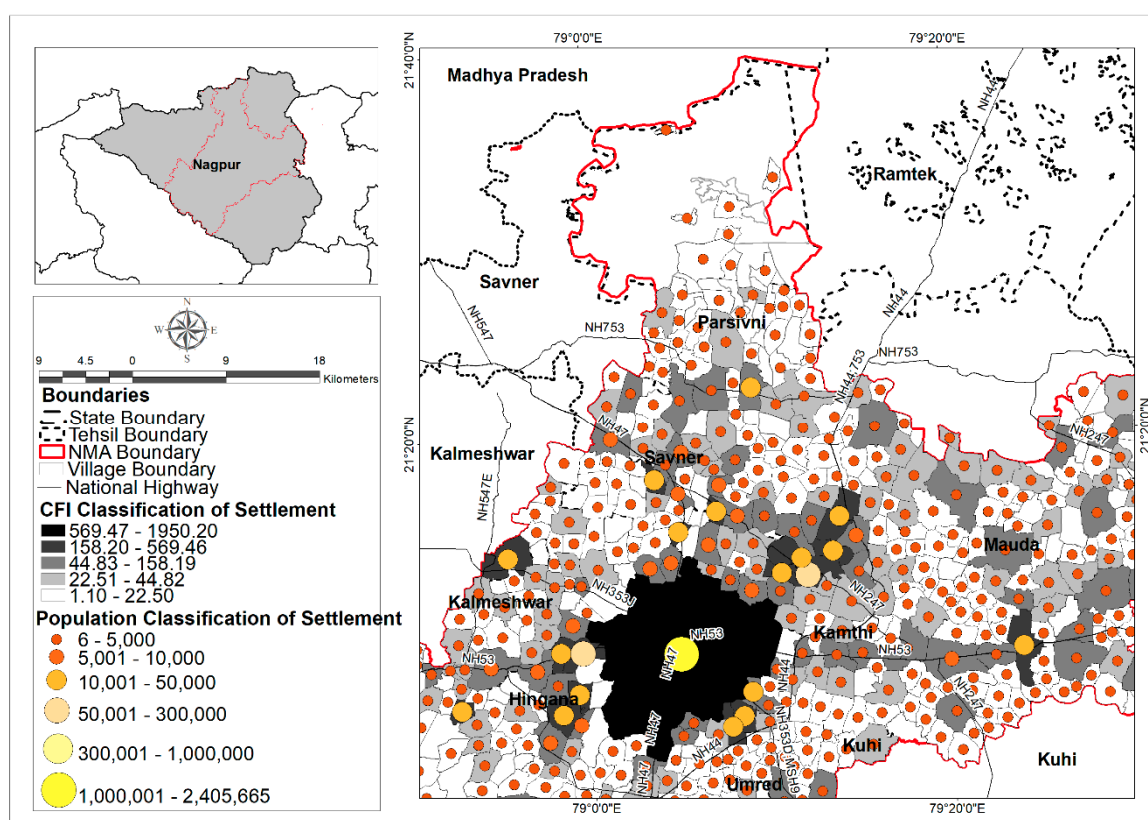 Nagpur
N
W E
S
9 4.5 0 9 18
Kilometers
Boundaries
State Boundary
Tehsil Boundary
NMA Boundary
Village Boundary
National Highway
CFI Classification of Settlement
569.47 - 1950.20
158.20 - 569.46
44.83 - 158.19
22.51 - 44.82
1.10 - 22.50
Population Classification of Settlement
6 - 5,000
5,001 - 10,000
10,001 - 50,000
50,001 - 300,000
300,001 - 1,000,000
1,000,001 - 2,405,665
79°0'0"E 79°20'0"E
21°40'0"N
Madhya Pradesh
NH44
Ramtek
Savner
NH547
NH753
Parsivni
NH44
NH753
NH44,753
21°20'0"N
21°20'0"N
NH47
NH247
Kalmeshwar
Savner
NH547E
Mauda
Kalmeshwar
NH353J
NH247
Kamthi
NH53
NH53
NH53
NH47
NH44
Hingana
NH247
NH47
NH44
NH353D,MSH9
Kuhi
Kuhi
NH47
Umred
79°0'0"E 79°20'0"E